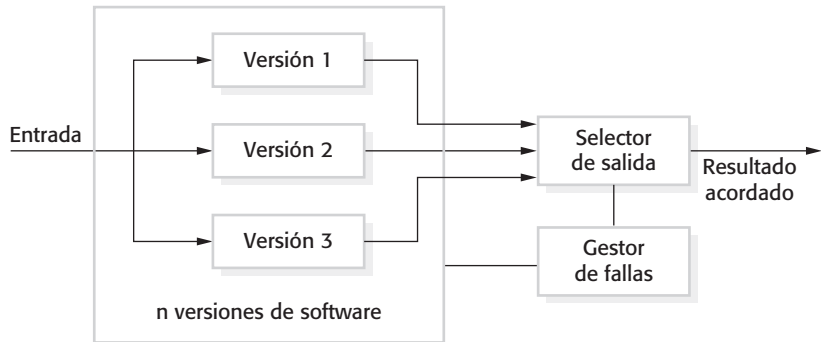 Entrada
Versión 1
Versión 2
Versión 3
n versiones de software
Selector
de salida
Resultado
acordado
Gestor
de fallas